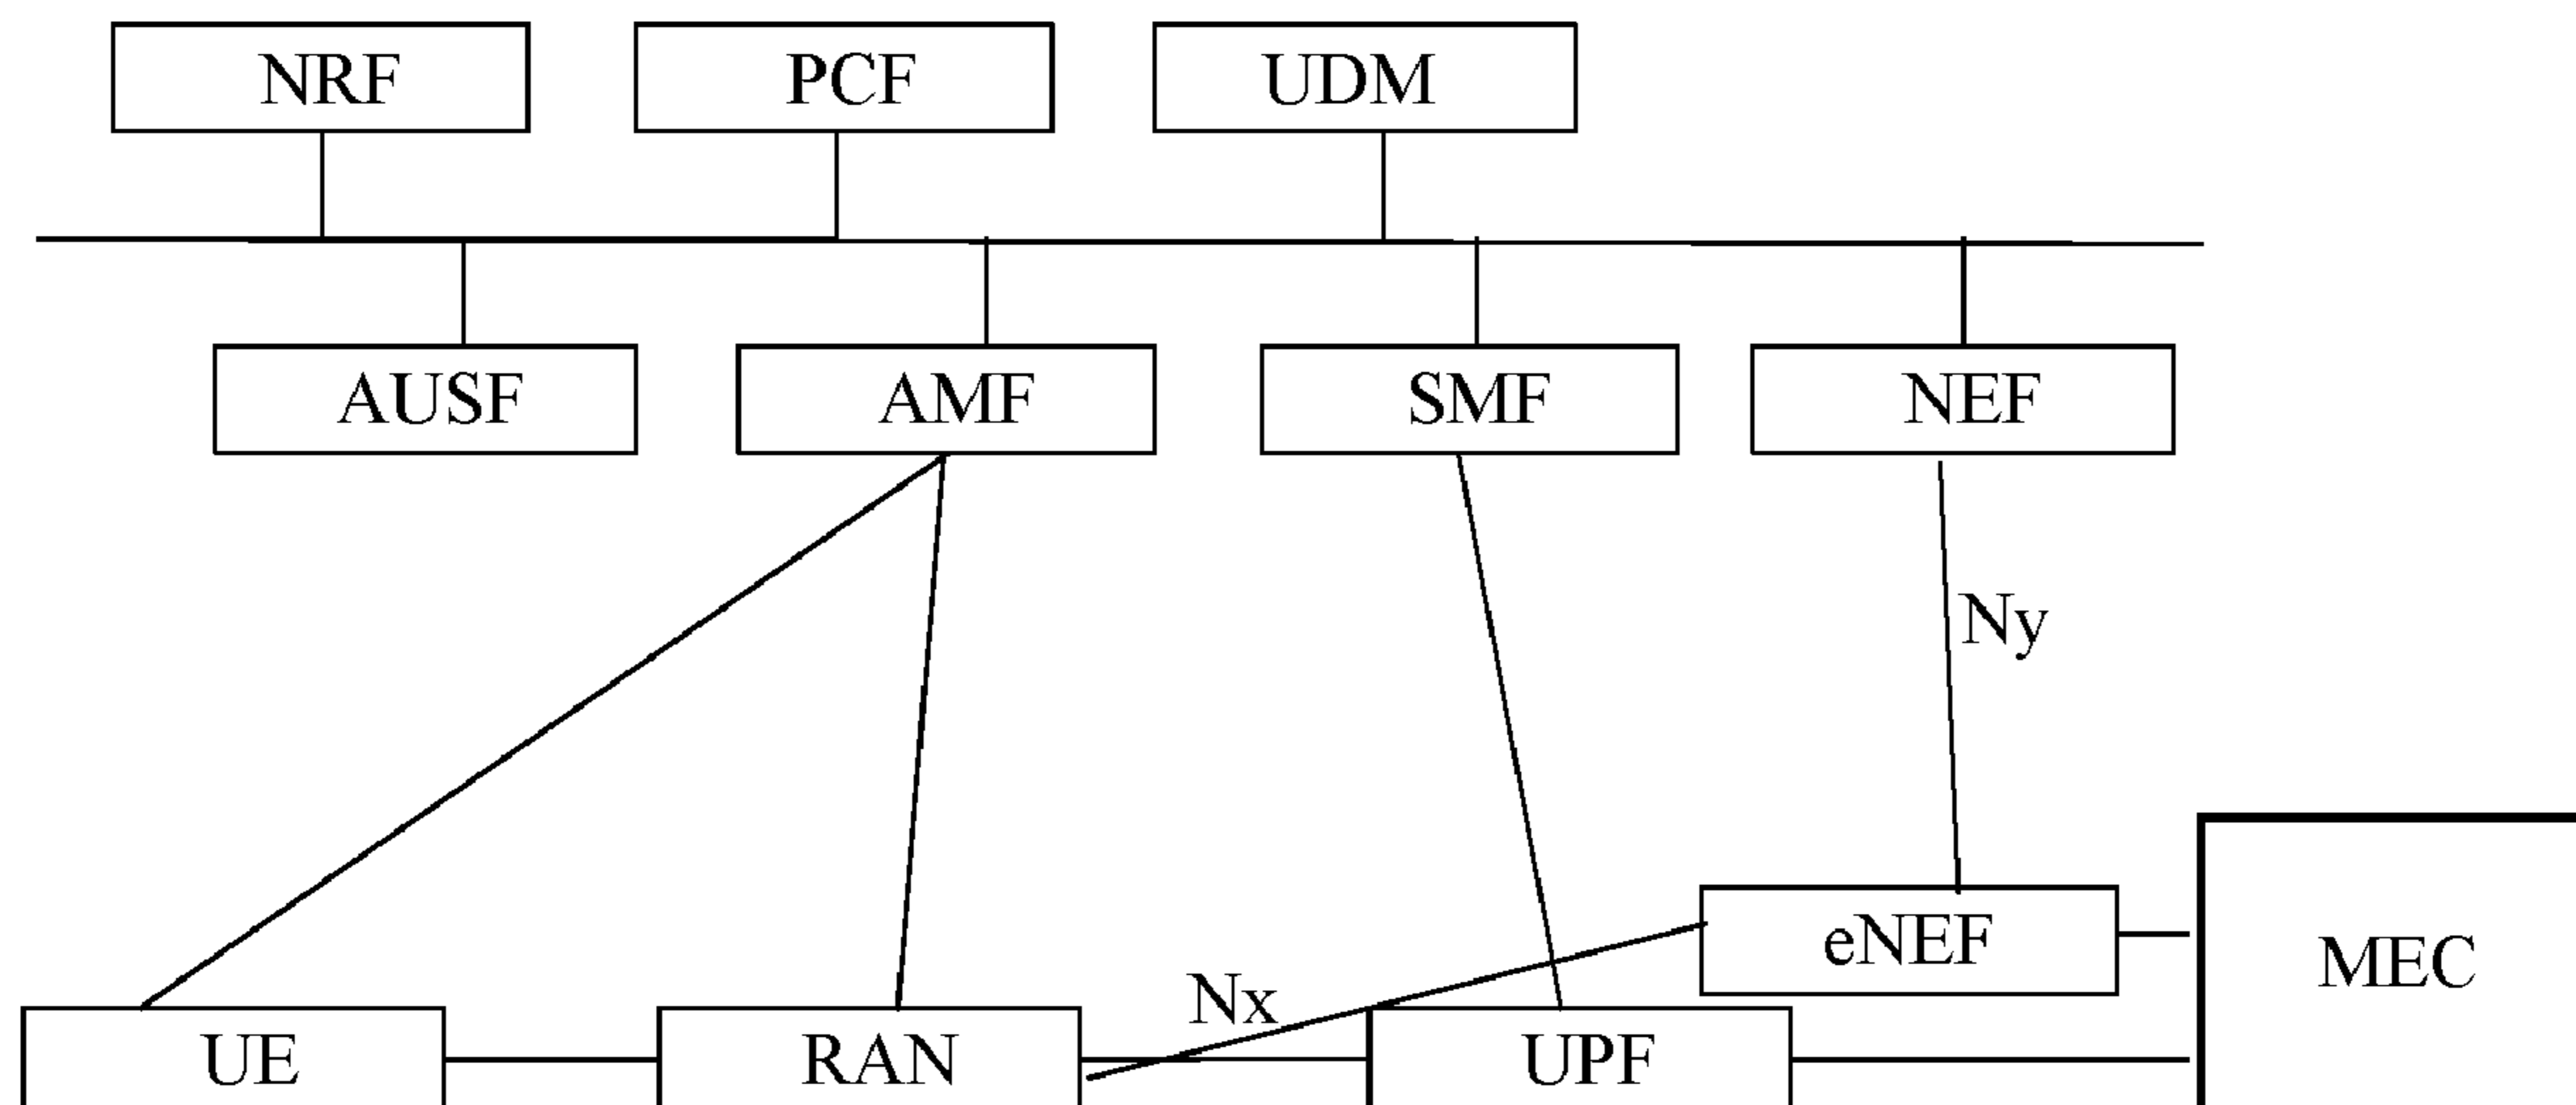 NRF PCF UDM
AUSF AMF SMF NEF
Ny
eNEF
MEC
Nx
UE RAN UPF